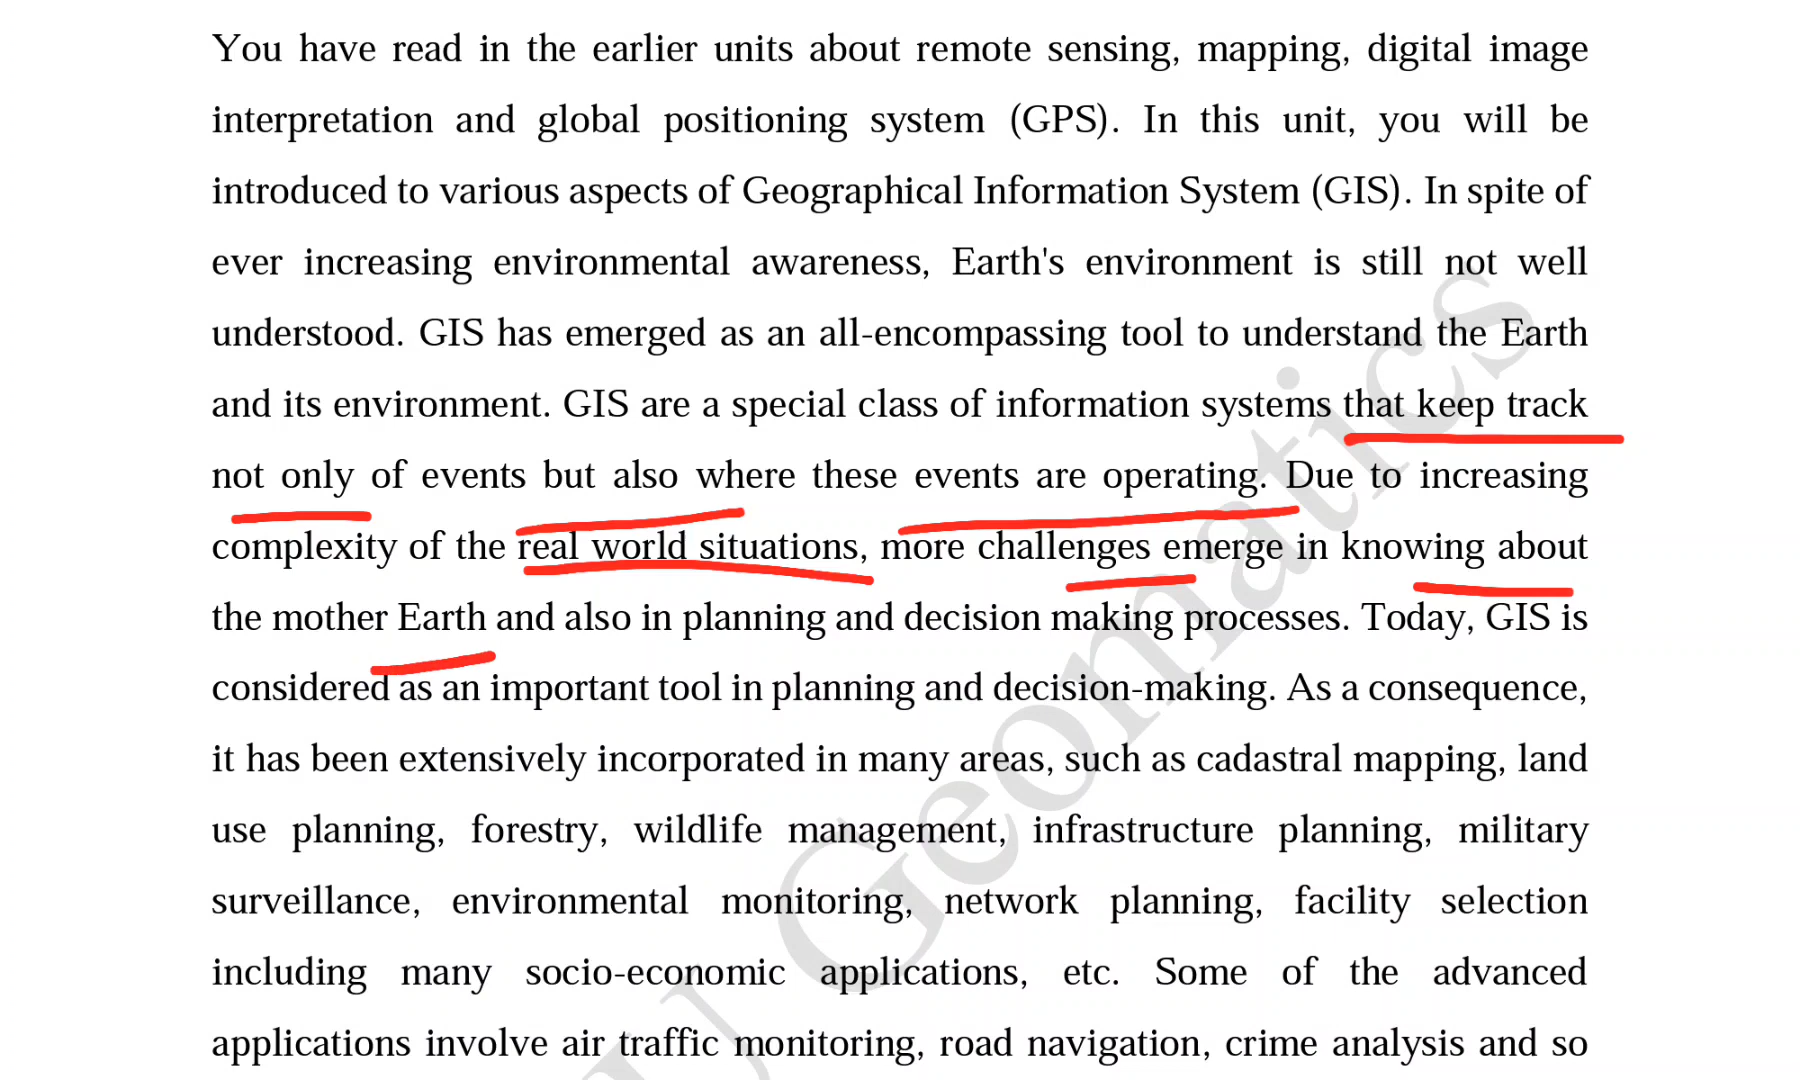 You have read in the earlier units about remote sensing, mapping, digital image
interpretation and global positioning system (GPS). In this unit, you will be
introduced to various aspects of Geographical Information System (GIS). In spite of
ever increasing environmental awareness, Earth's environment is still not well
understood. GIS has emerged as an all-encompassing tool to understand the Earth
and its environment. GIS are a special class of information systems that keep track
not only of events but also where these events are operating. Due to increasing
complexity of the real world situations, more challenges emerge in knowing about
the mother Earth and also in planning and decision making processes. Today, GIS is
considered as an important tool in planning and decision-making. As a consequence,
it has been extensively incorporated in many areas, such as cadastral mapping, land
use planning, forestry, wildlife management, infrastructure planning, military
surveillance, environmental monitoring, network planning, facility selection
including many socio-economic applications, etc. Some of the advanced
applications involve air traffic monitoring, road navigation, crime analysis and so
U Geomatics